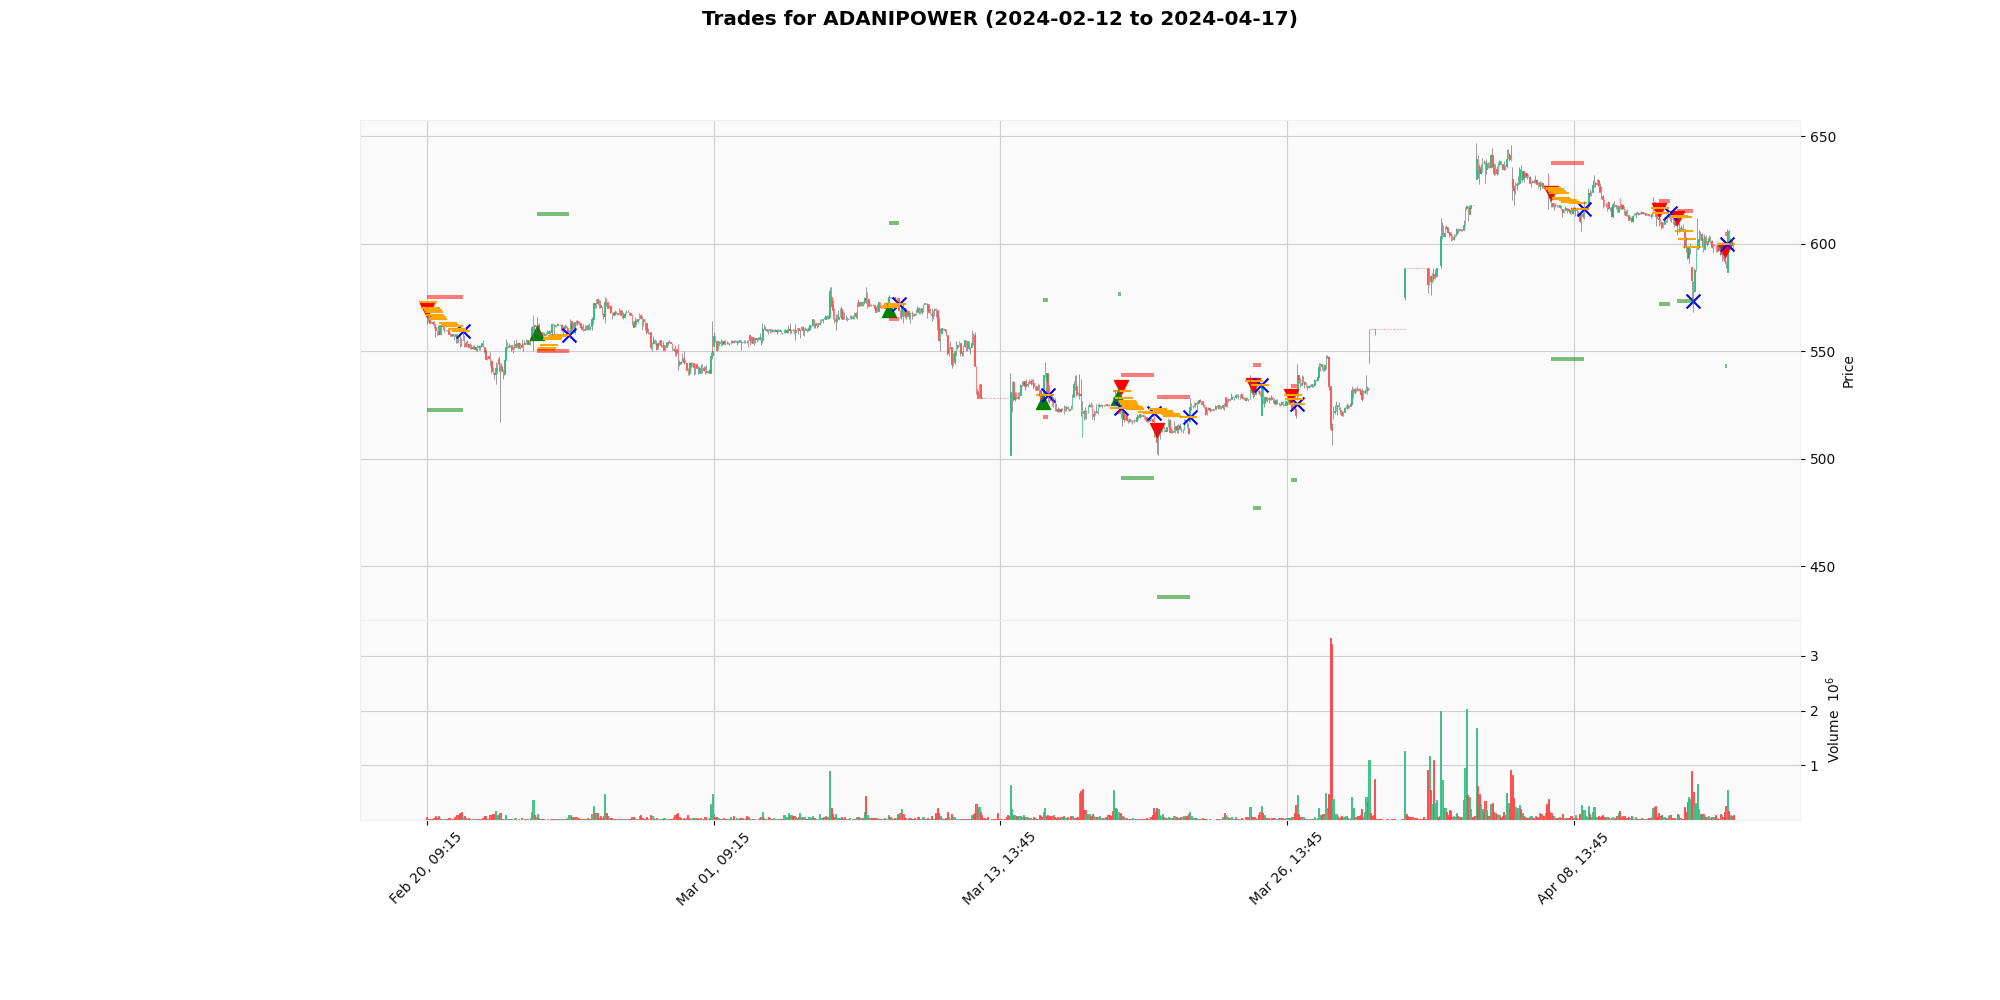 Trades for ADANIPOWER (2024-02-12 to 2024-04-17)
650
600
550
500
450
Price
3
2
1
Volume 10^6
Feb 20, 09:15
Mar 01, 09:15
Mar 13, 13:45
Mar 26, 13:45
Apr 08, 13:45